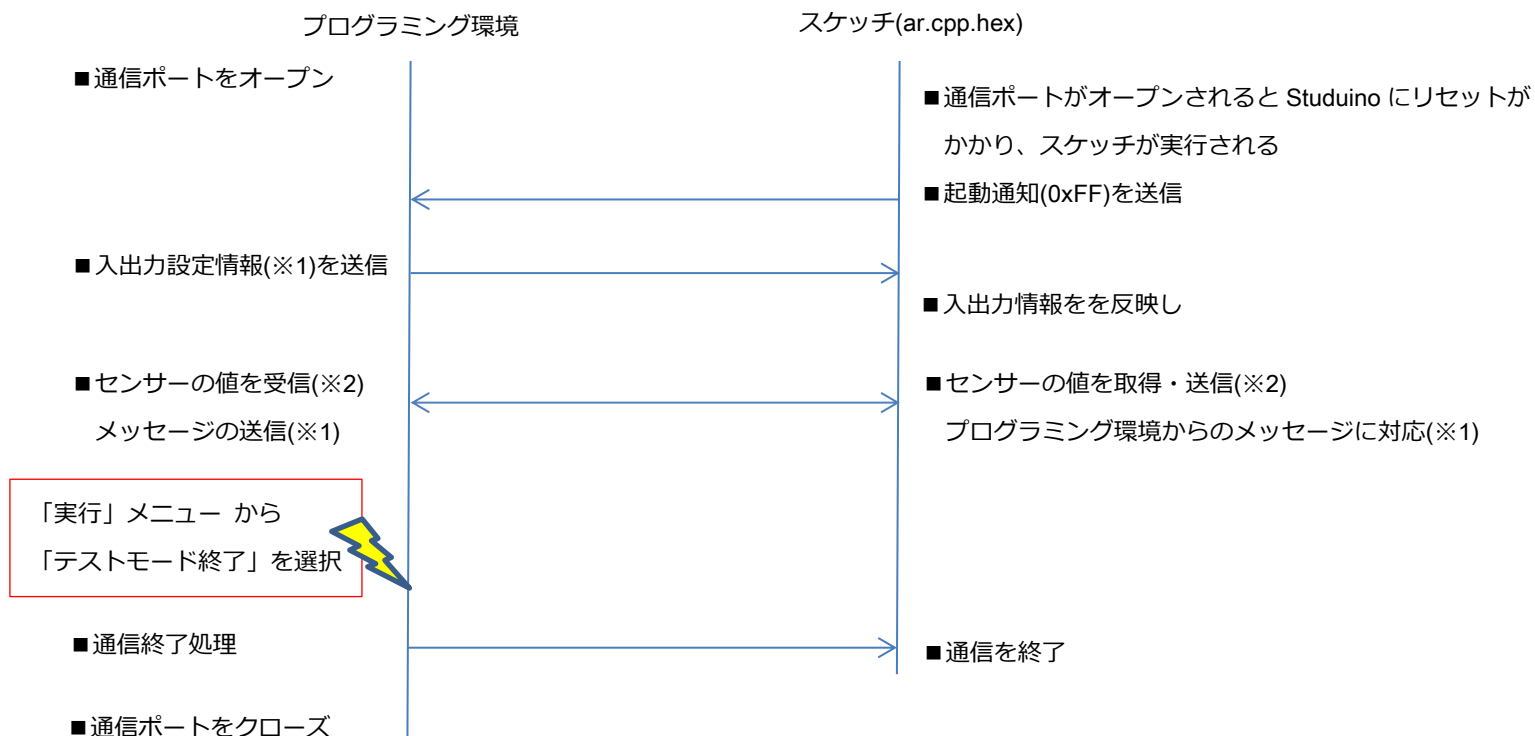 プログラミング環境
スケッチ(ar.cpp.hex)
■通信ポートをオープン
■通信ポートがオープンされると Studuino にリセットが
かかり、スケッチが実行される
■起動通知(0xFF)を送信
■入出力設定情報(※1)を送信
■入出力情報をを反映し
■センサーの値を受信(※2)
メッセージの送信(※1)
■センサーの値を取得・送信(※2)
プログラミング環境からのメッセージに対応(※1)
「実行」メニュー から
「テストモード終了」を選択
■通信終了処理
■通信を終了
■通信ポートをクローズ